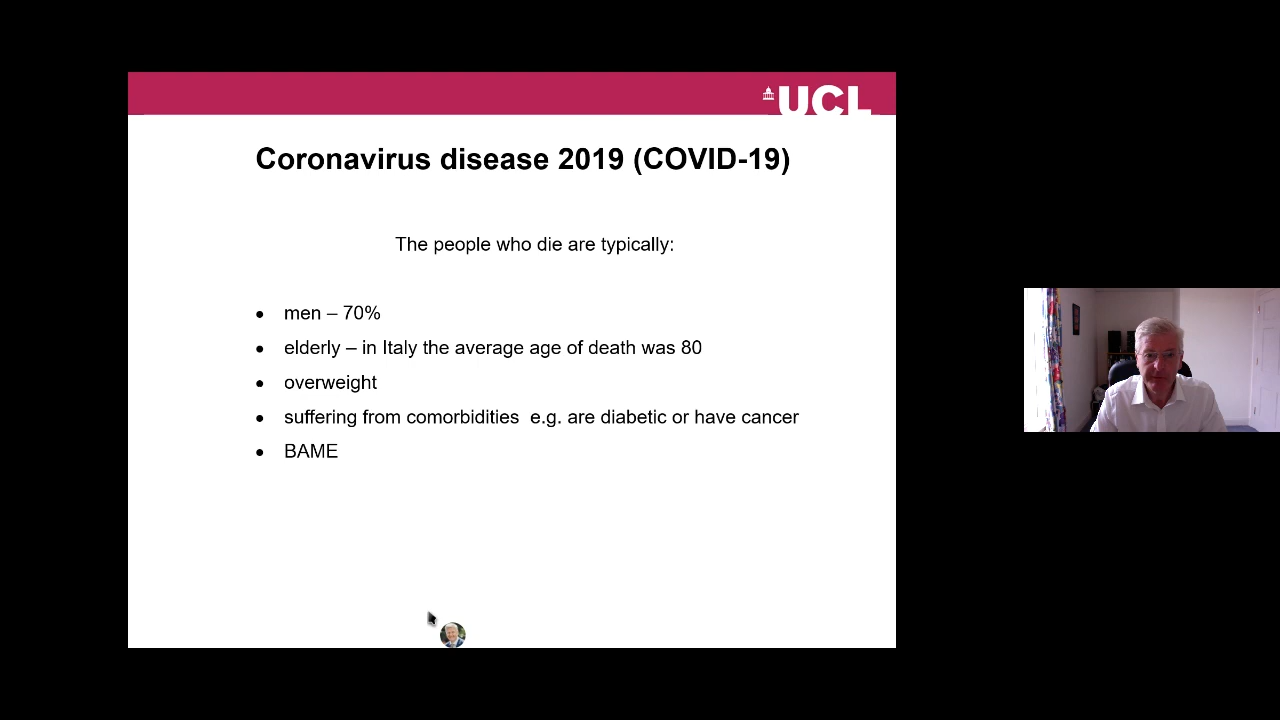 UCL
Coronavirus disease 2019 (COVID-19)
The people who die are typically:
• men – 70%
• elderly – in Italy the average age of death was 80
• overweight
• suffering from comorbidities  e.g. are diabetic or have cancer
• BAME